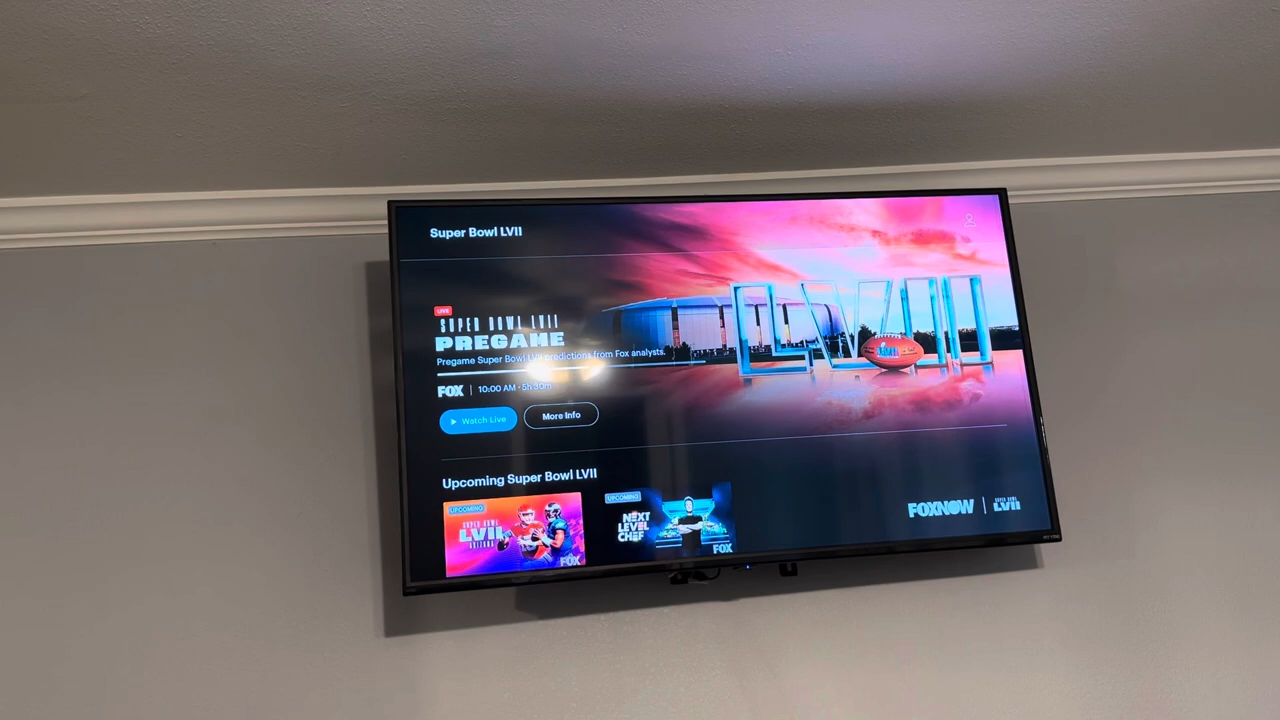 Super Bowl LVII
LIVE
SUPER BOWL LVII
PREGAME
Pregame Super Bowl LVII predictions from Fox analysts.
FOX | 10:00 AM • 5h 30m
Watch Live
More Info
LVII
LVII
Upcoming Super Bowl LVII
UPCOMING
SUPER BOWL
LVII
ARIZONA
FOX
UPCOMING
NEXT
LEVEL
CHEF
FOX
FOXNOW | SUPER BOWL
LVII